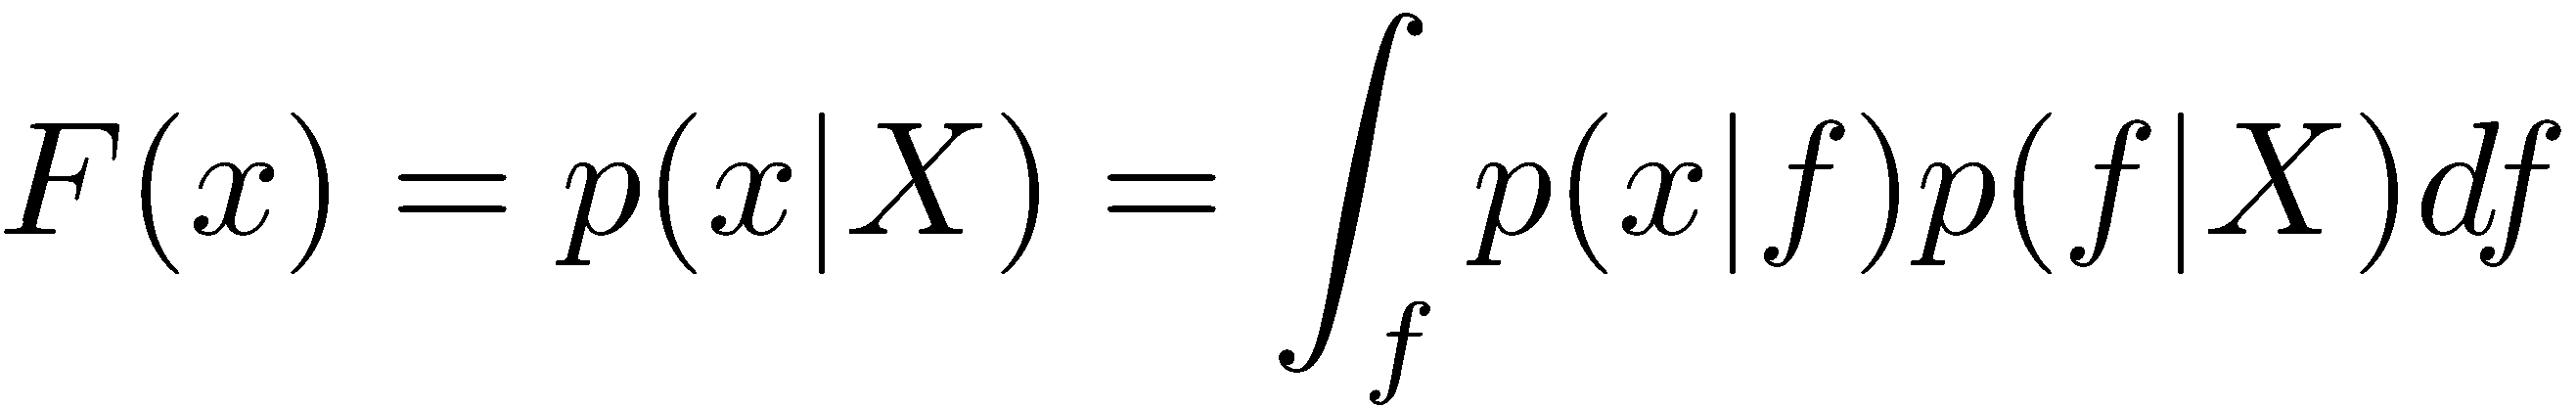 F(x) = p(x|X) = ∫_f p(x|f)p(f|X)df